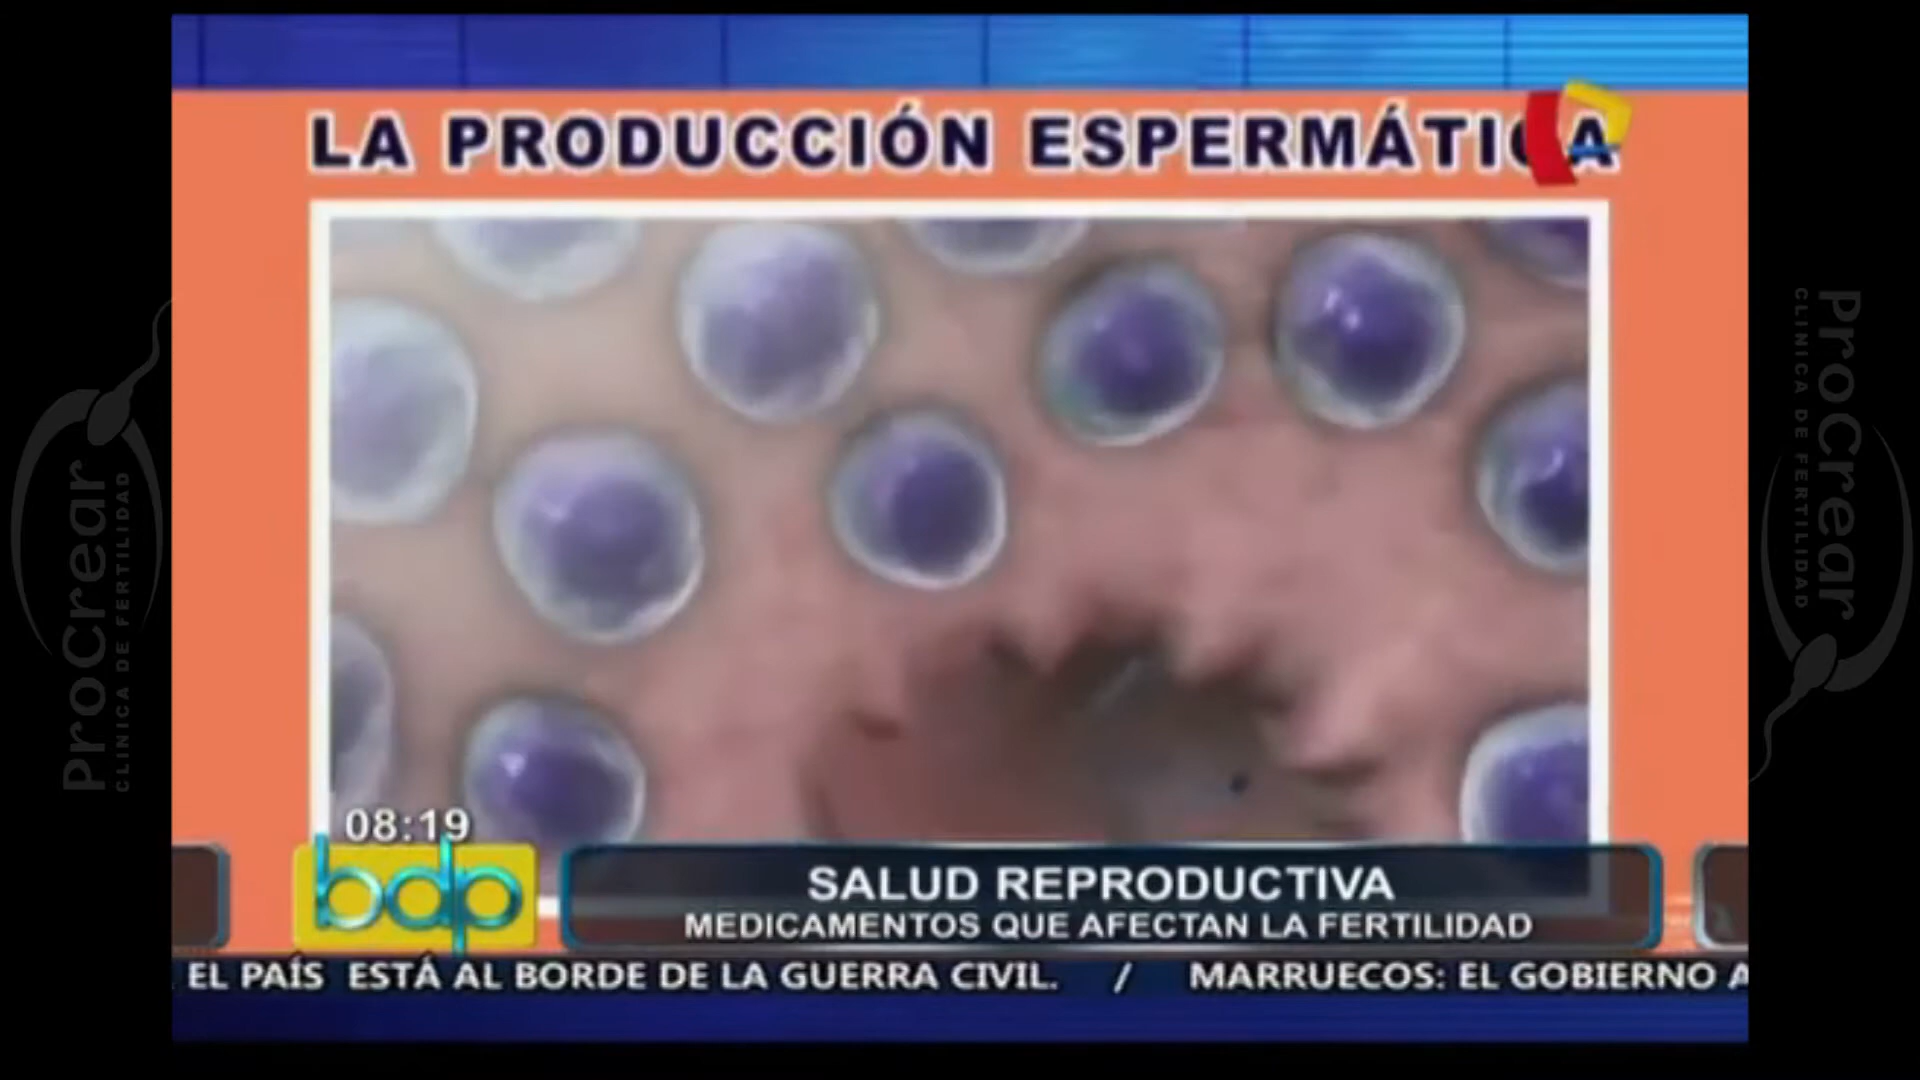 LA PRODUCCIÓN ESPERMÁTICA
ProCrear
CLINICA DE FERTILIDAD
ProCrear
CLINICA DE FERTILIDAD
08:19
bdp
SALUD REPRODUCTIVA
MEDICAMENTOS QUE AFECTAN LA FERTILIDAD
. EL PAÍS ESTÁ AL BORDE DE LA GUERRA CIVIL. / MARRUECOS: EL GOBIERNO A